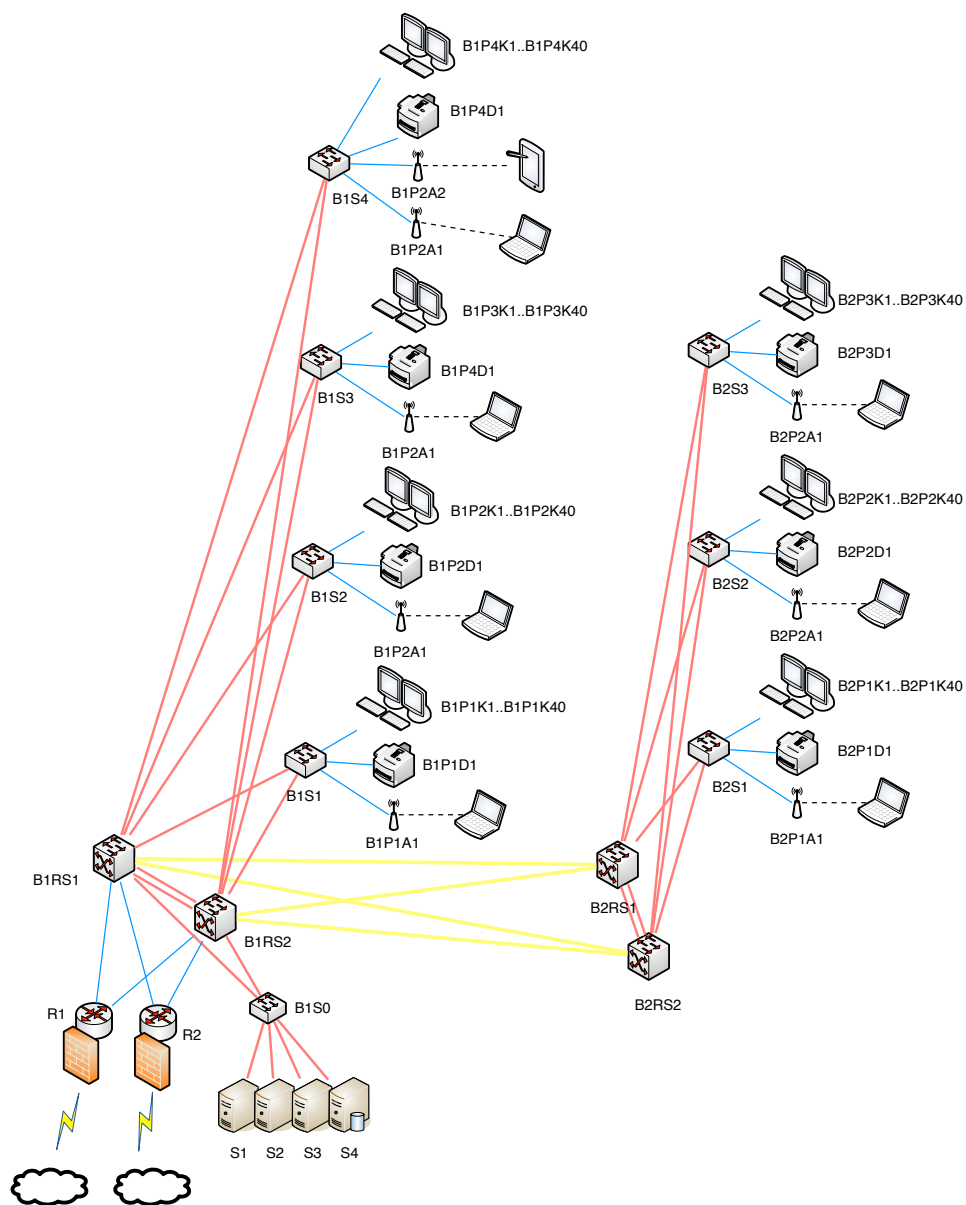 B1P4K1..B1P4K40
B1P4D1
B1P2A2
B1S4
B1P2A1
B1P3K1..B1P3K40
B1P4D1
B1S3
B1P2A1
B1P2K1..B1P2K40
B1P2D1
B1S2
B1P2A1
B1P1K1..B1P1K40
B1P1D1
B1S1
B1P1A1
B2P3K1..B2P3K40
B2P3D1
B2S3
B2P2A1
B2P2K1..B2P2K40
B2P2D1
B2S2
B2P2A1
B2P1K1..B2P1K40
B2P1D1
B2S1
B2P1A1
B1RS1
B1RS2
B2RS1
B2RS2
B1S0
R1
R2
S1
S2
S3
S4